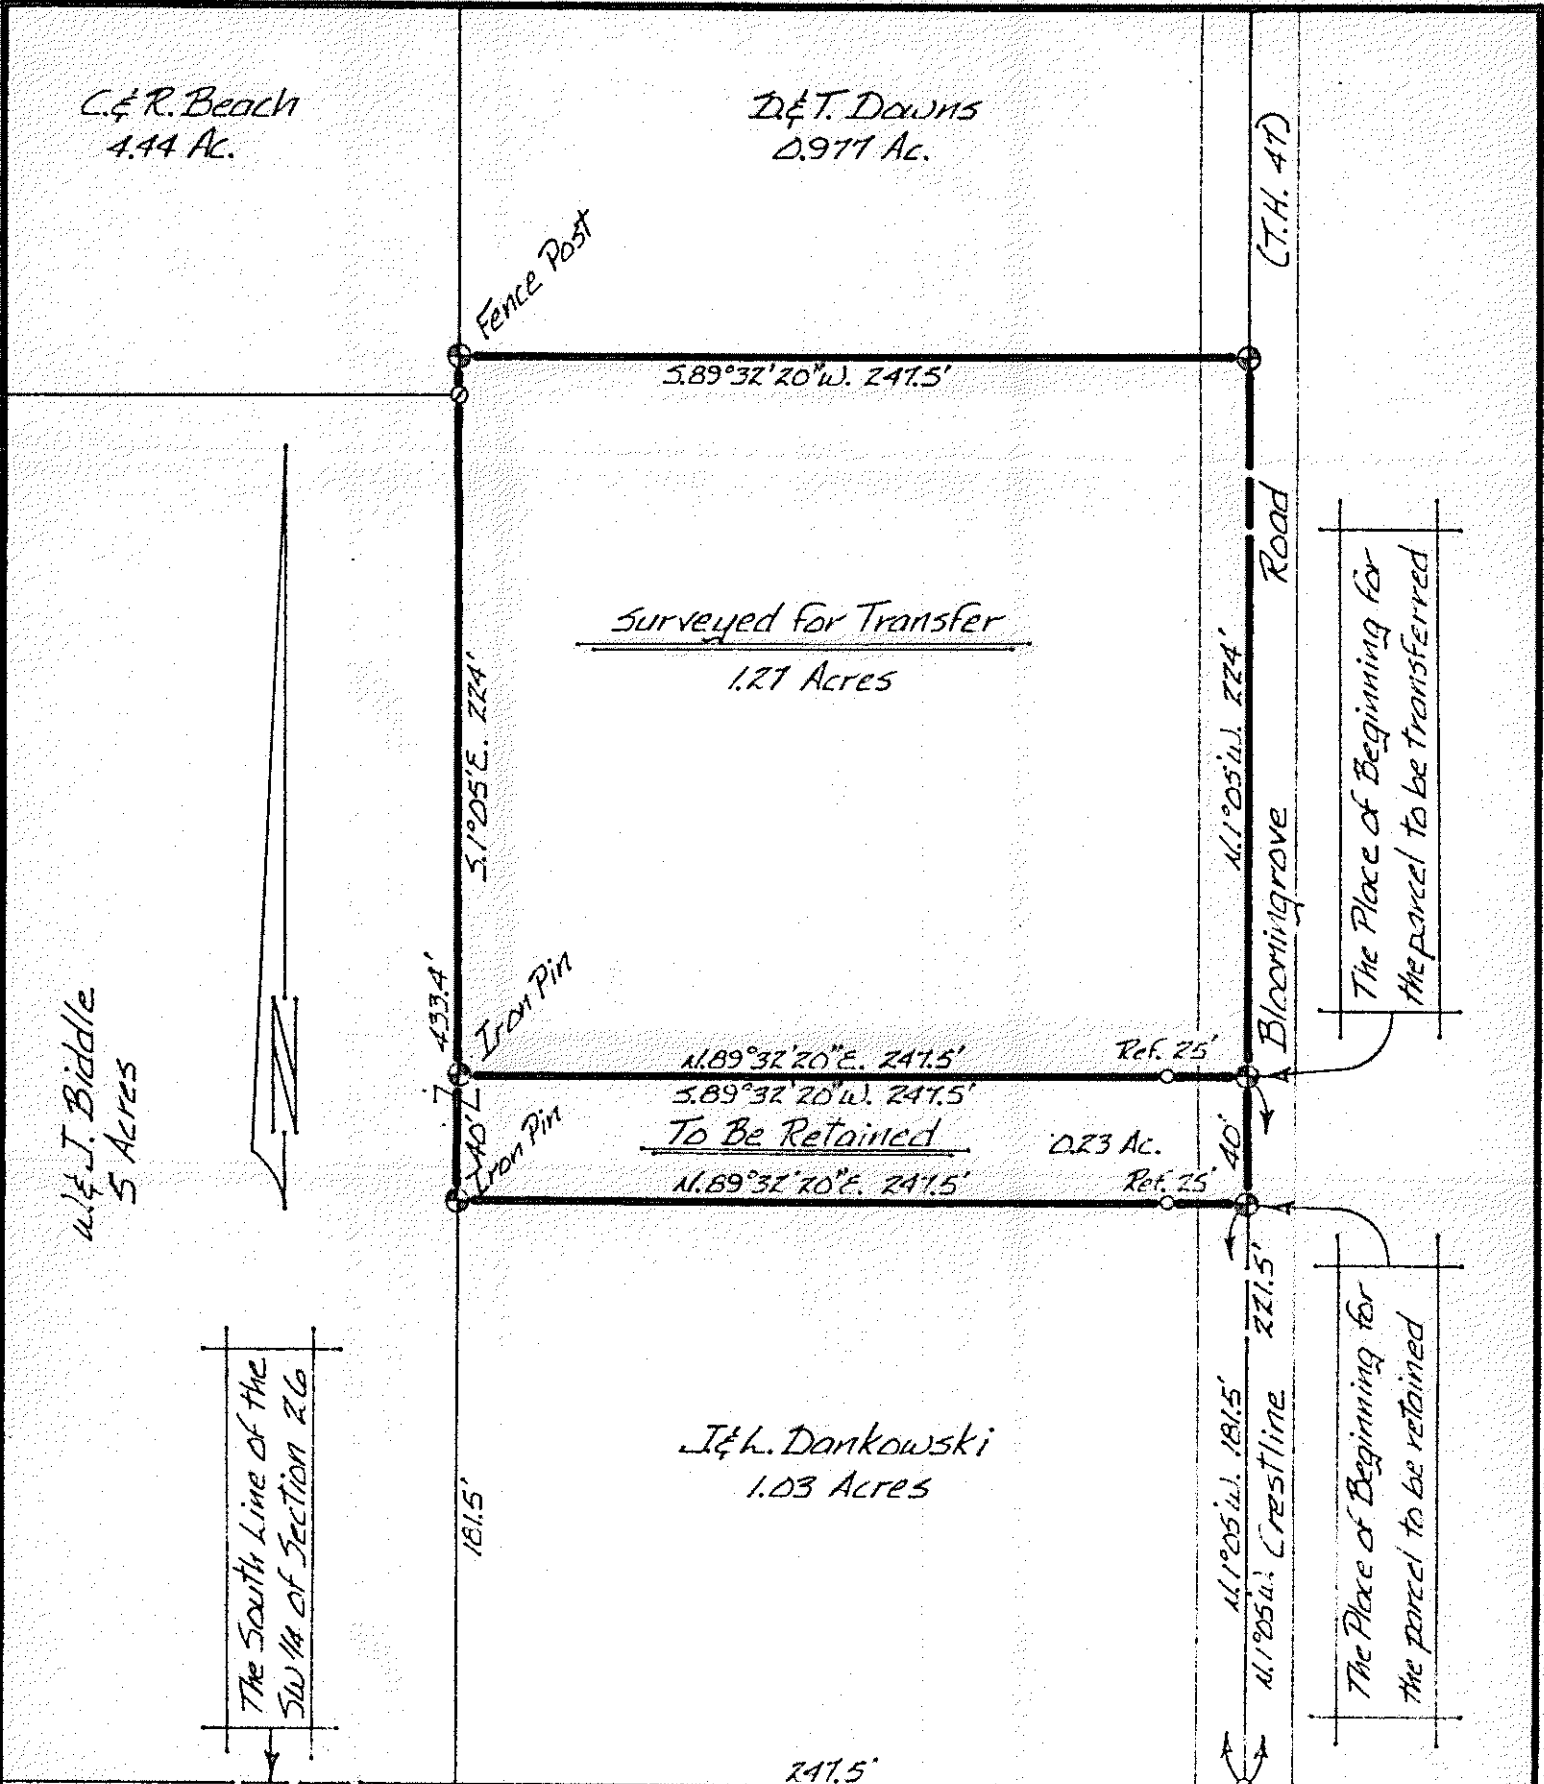 C. & R. Beach
4.44 Ac.
D. & T. Downs
0.977 Ac.
(T.H. 47)
Fence Post
S.89°32'20"W. 247.5'
Surveyed for Transfer
1.27 Acres
S.1°05'E. 224'
N.1°05'W. 224'
Road
Bloomingrove
The Place of Beginning for
the parcel to be transferred
433.4'
Iron Pin
N
W. & J. Biddle
5 Acres
N.89°32'20"E. 247.5'
Ref. 25'
S.89°32'20"W. 247.5'
To Be Retained
0.23 Ac.
40'
40'
Iron Pin
N.89°32'20"E. 247.5'
Ref. 25'
221.5'
The Place of Beginning for
the parcel to be retained
The South Line of the
SW 1/4 of Section 26
J. & L. Dankowski
1.03 Acres
181.5'
N.1°05'W. 181.5'
N.1°05'W.
Crestline
247.5'